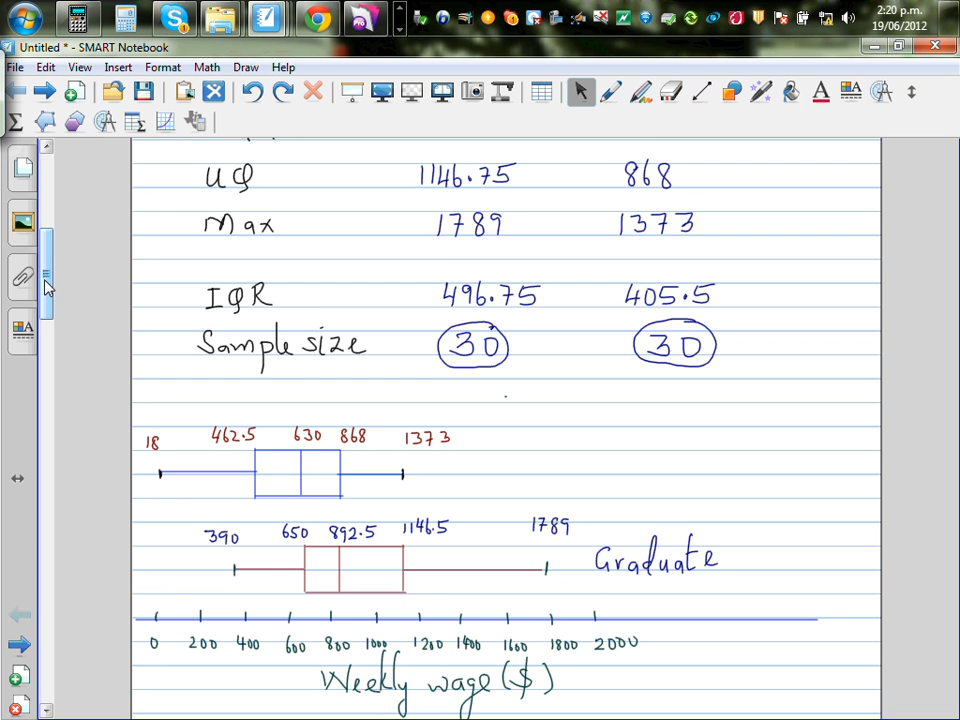 2:20 p.m.
19/06/2012
Untitled * - SMART Notebook
File Edit View Insert Format Math Draw Help
UQ 1146.75 868
Max 1789 1373
IQR 496.75 405.5
Sample size 30 30
18 462.5 630 868 1373
390 650 892.5 1146.5 1789
Graduate
0 200 400 600 800 1000 1200 1400 1600 1800 2000
Weekly wage ($)